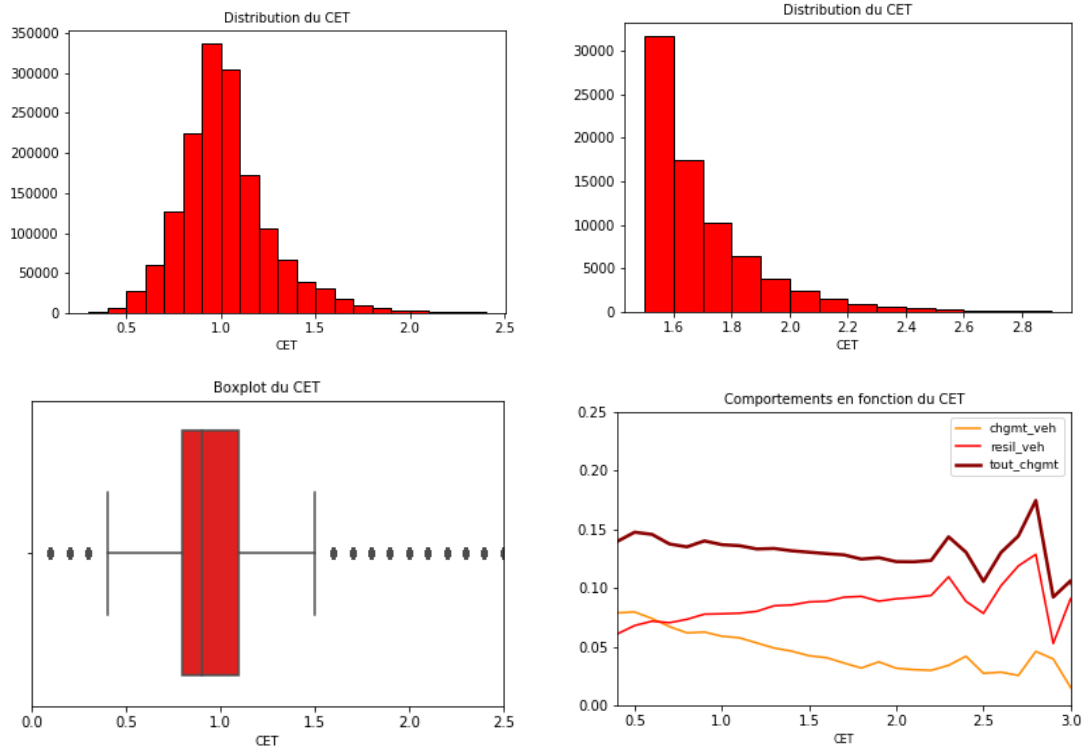 Distribution du CET
350000
300000
250000
200000
150000
100000
50000
0
0.5 1.0 1.5 2.0 2.5
CET
Distribution du CET
30000
25000
20000
15000
10000
5000
0
1.6 1.8 2.0 2.2 2.4 2.6 2.8
CET
Boxplot du CET
0.0 0.5 1.0 1.5 2.0 2.5
CET
Comportements en fonction du CET
0.25
0.20
0.15
0.10
0.05
0.00
chgmt_veh
resil_veh
tout_chgmt
0.5 1.0 1.5 2.0 2.5 3.0
CET